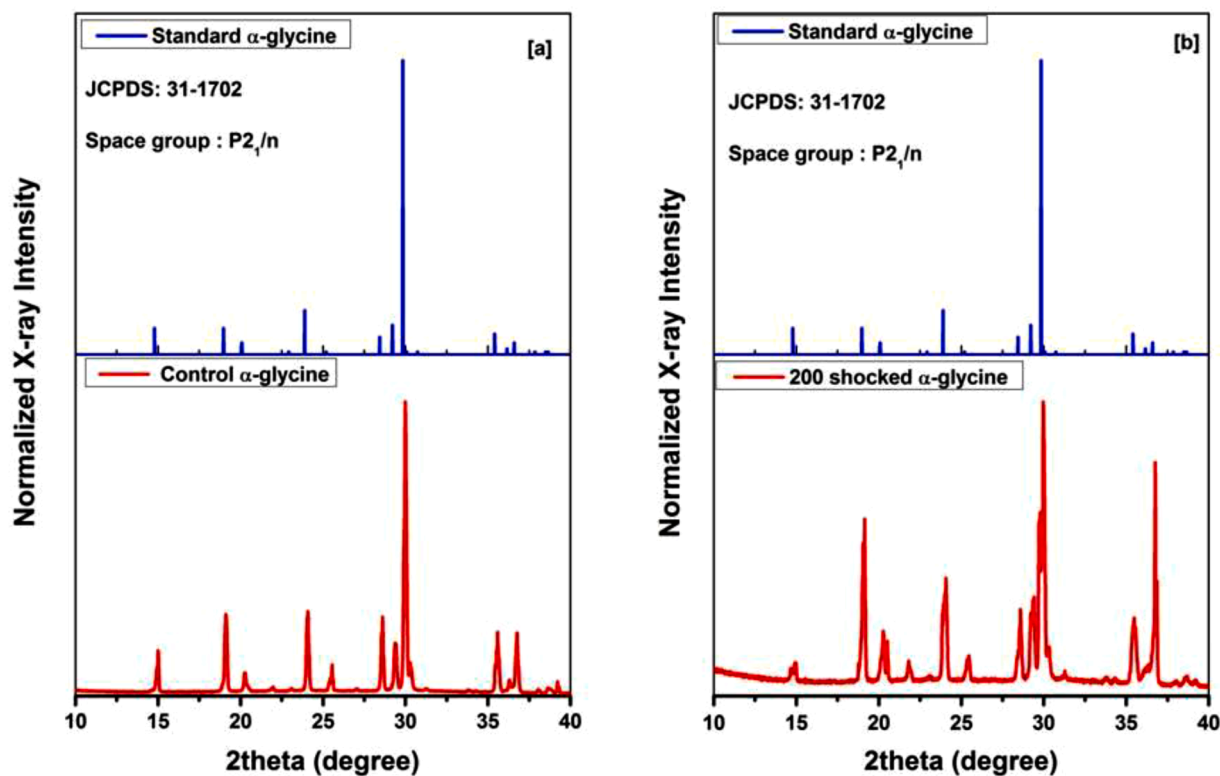 Standard α-glycine
[a]
JCPDS: 31-1702
Space group : P2₁/n
Control α-glycine
Normalized X-ray Intensity
10 15 20 25 30 35 40
2theta (degree)
Standard α-glycine
[b]
JCPDS: 31-1702
Space group : P2₁/n
200 shocked α-glycine
Normalized X-ray Intensity
10 15 20 25 30 35 40
2theta (degree)